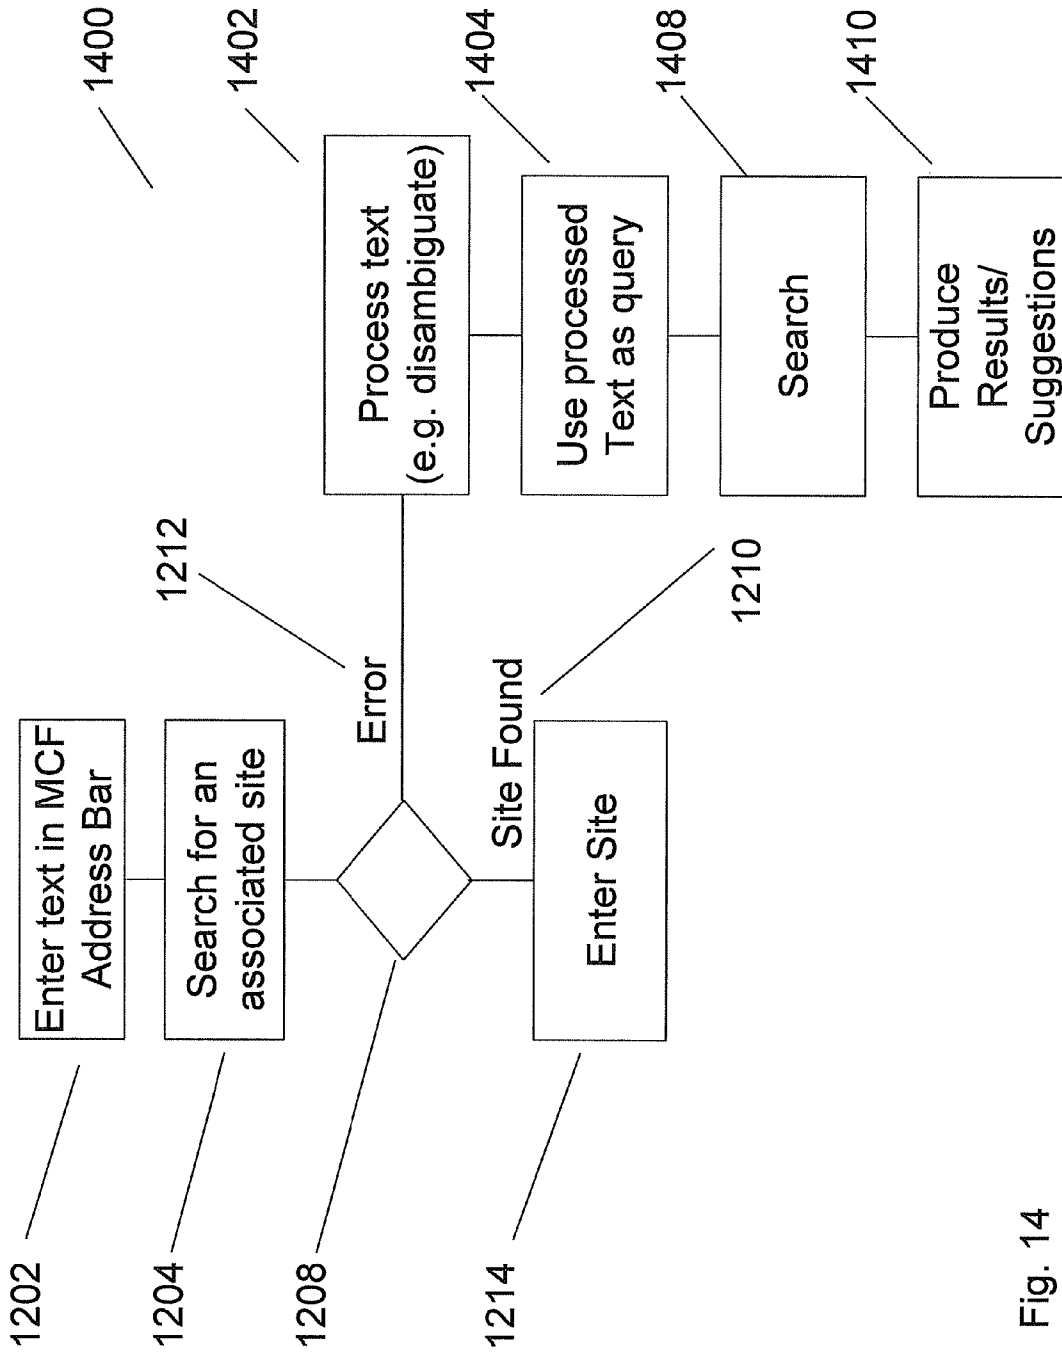 1400
1202
Enter text in MCF
Address Bar
1204
Search for an
associated site
1208
Error
1212
1402
Process text
(e.g. disambiguate)
1404
Use processed
Text as query
1408
Search
1410
Produce
Results/
Suggestions
Site Found
1210
1214
Enter Site
Fig. 14